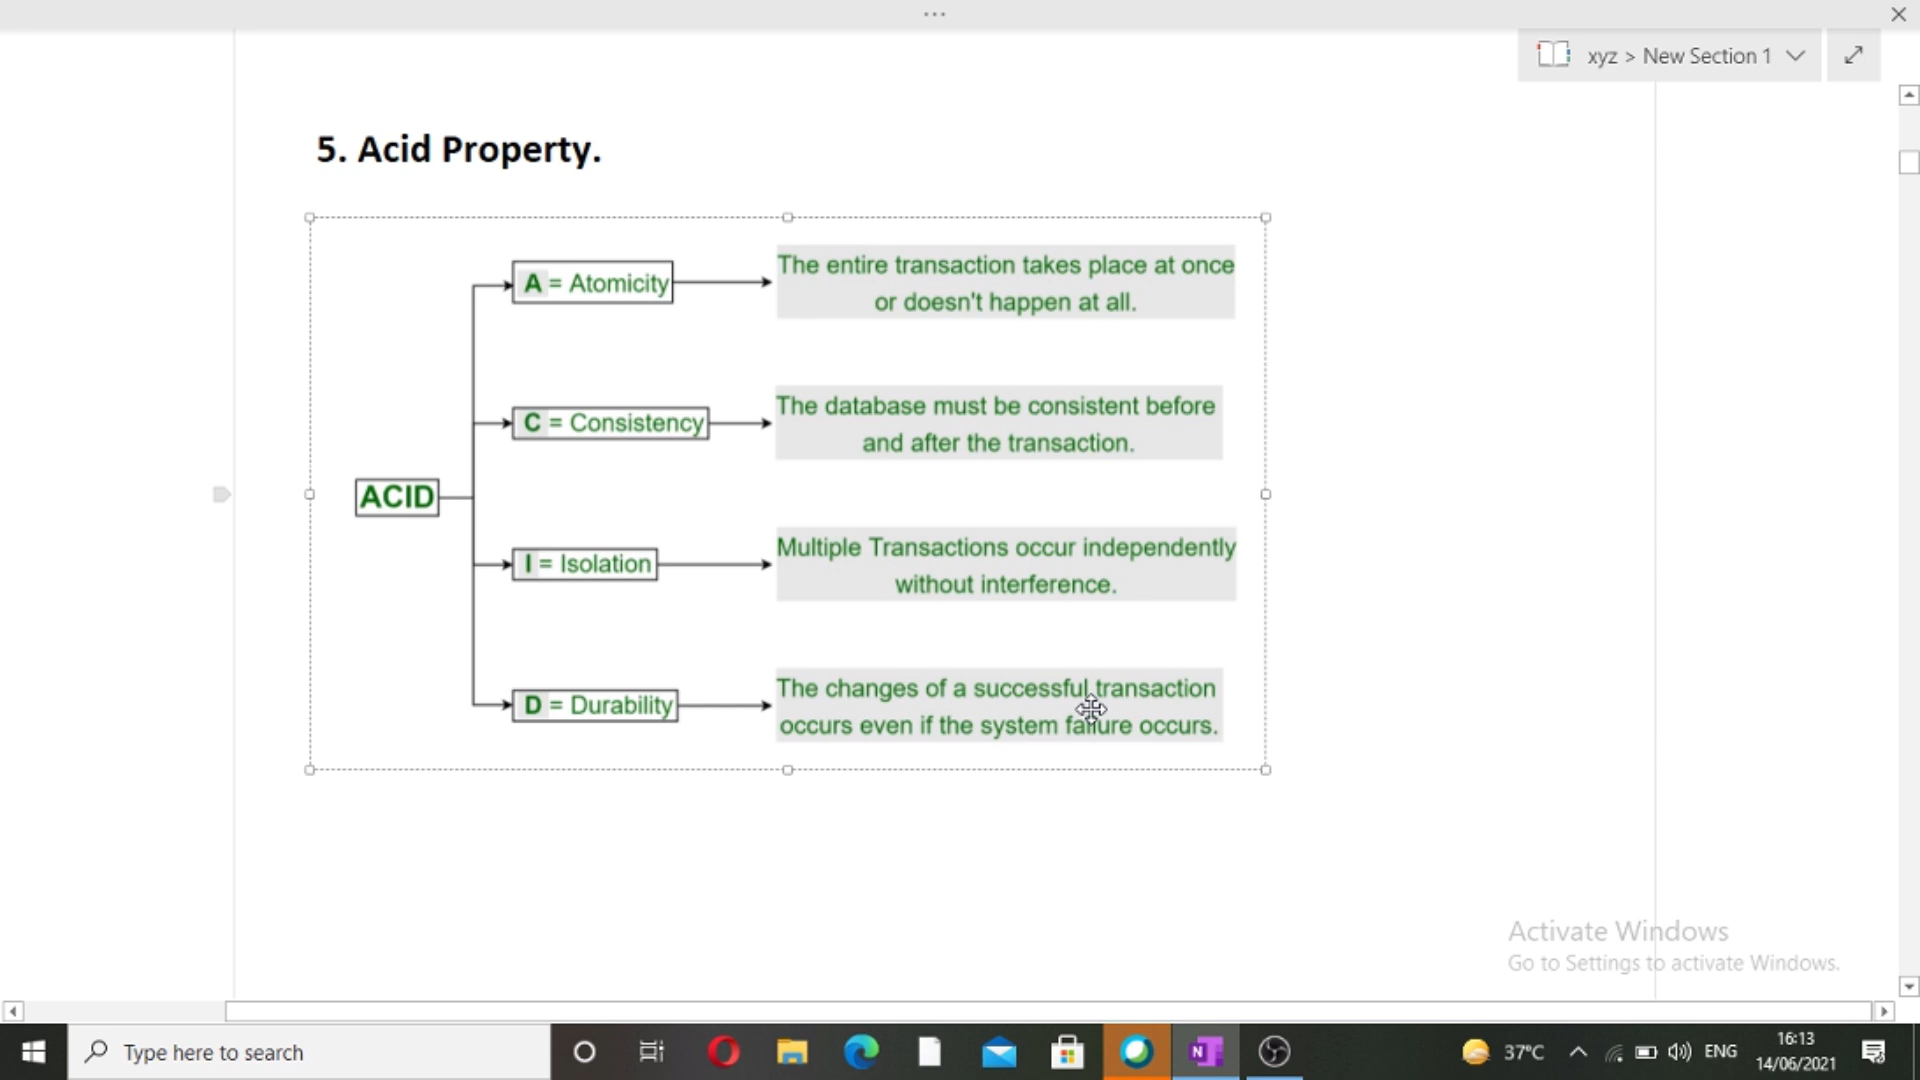 xyz > New Section 1
5. Acid Property.
A = Atomicity
The entire transaction takes place at once
or doesn't happen at all.
C = Consistency
The database must be consistent before
and after the transaction.
ACID
I = Isolation
Multiple Transactions occur independently
without interference.
D = Durability
The changes of a successful transaction
occurs even if the system failure occurs.
Activate Windows
Go to Settings to activate Windows.
Type here to search
N
37°C
ENG
16:13
14/06/2021